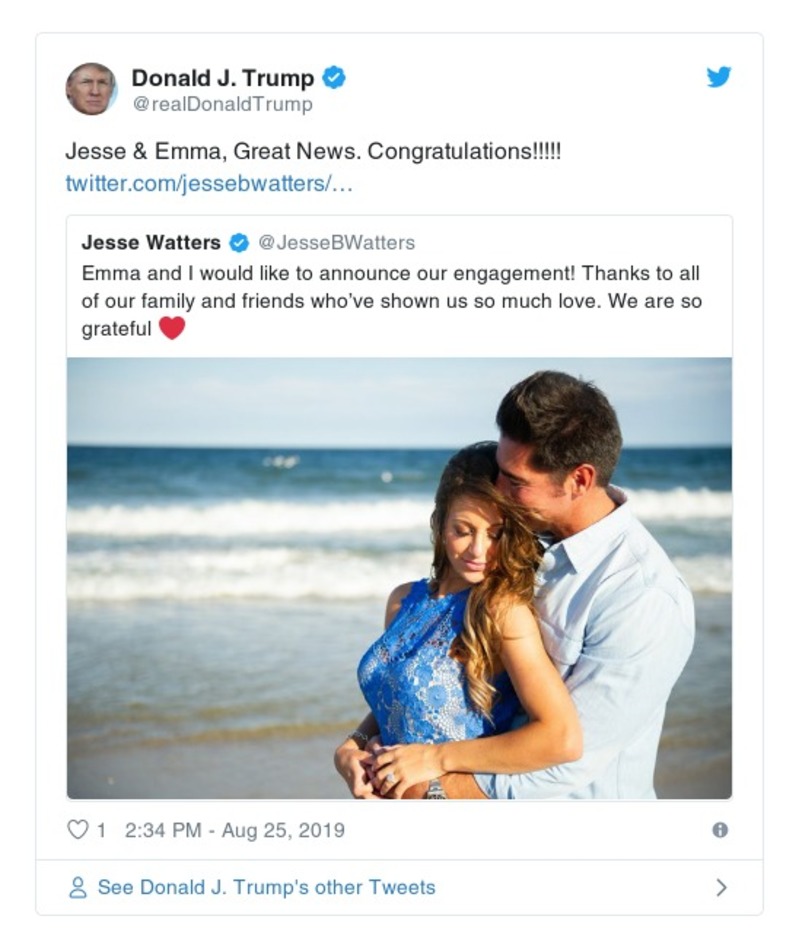 Donald J. Trump
@realDonaldTrump
Jesse & Emma, Great News. Congratulations!!!!!
twitter.com/jessebwatters/…
Jesse Watters @JesseBWatters
Emma and I would like to announce our engagement! Thanks to all
of our family and friends who’ve shown us so much love. We are so
grateful ❤️
1 2:34 PM - Aug 25, 2019
See Donald J. Trump's other Tweets